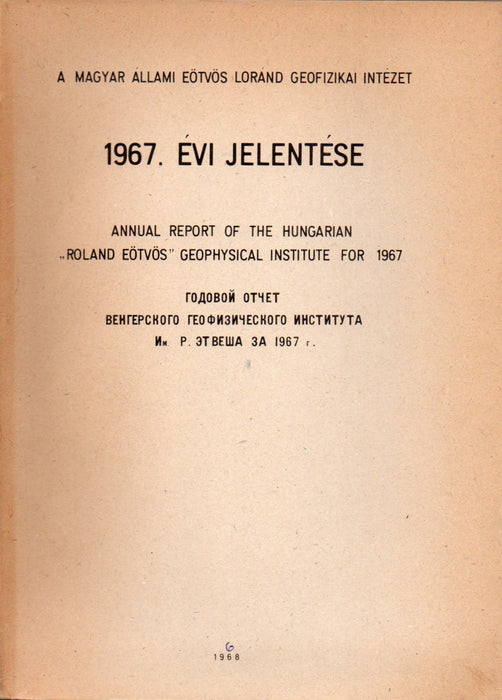 A MAGYAR ÁLLAMI EÖTVÖS LORÁND GEOFIZIKAI INTÉZET
1967. ÉVI JELENTÉSE
ANNUAL REPORT OF THE HUNGARIAN
„ROLAND EÖTVÖS" GEOPHYSICAL INSTITUTE FOR 1967
ГОДОВОЙ ОТЧЕТ
ВЕНГЕРСКОГО ГЕОФИЗИЧЕСКОГО ИНСТИТУТА
Им Р. ЭТВЕША ЗА 1967 г.
6
1968